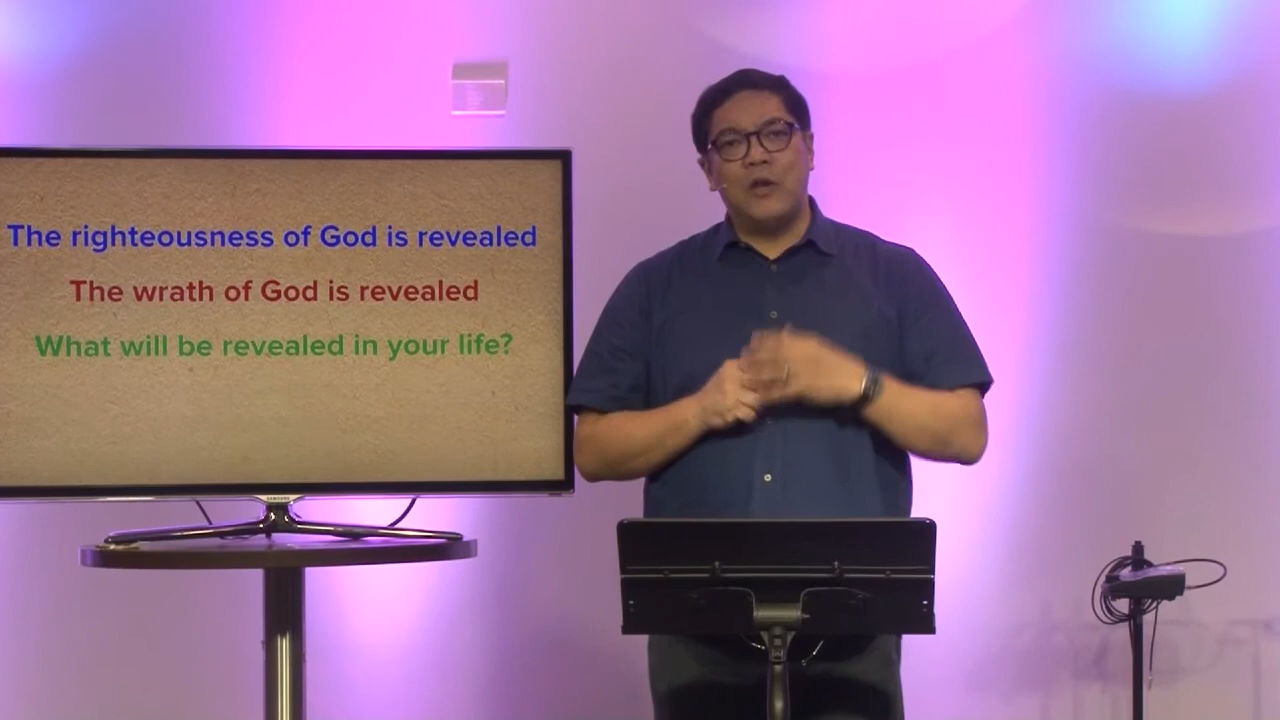 The righteousness of God is revealed
The wrath of God is revealed
What will be revealed in your life?
SAMSUNG